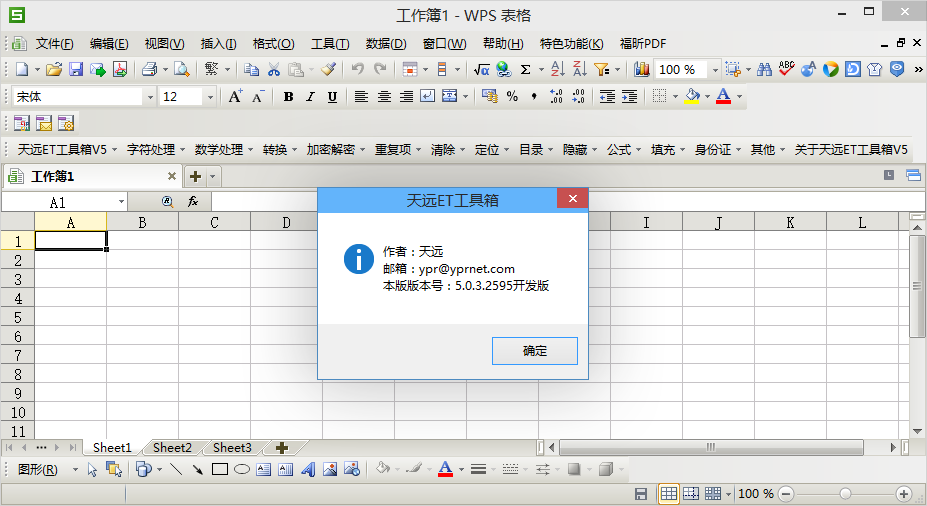 工作簿1 - WPS 表格
文件(F) 编辑(E) 视图(V) 插入(I) 格式(O) 工具(T) 数据(D) 窗口(W) 帮助(H) 特色功能(K) 福昕PDF
繁 100 %
宋体 12 B I U A
天远ET工具箱V5 字符处理 数学处理 转换 加密解密 重复项 清除 定位 目录 隐藏 公式 填充 身份证 其他 关于天远ET工具箱V5
工作簿1
A1 fx
A B C D I J K L
天远ET工具箱
作者：天远
邮箱：ypr@yprnet.com
本版版本号：5.0.3.2595开发版
确定
1
2
3
4
5
6
7
8
9
10
11
Sheet1 Sheet2 Sheet3
图形(R)
100 %